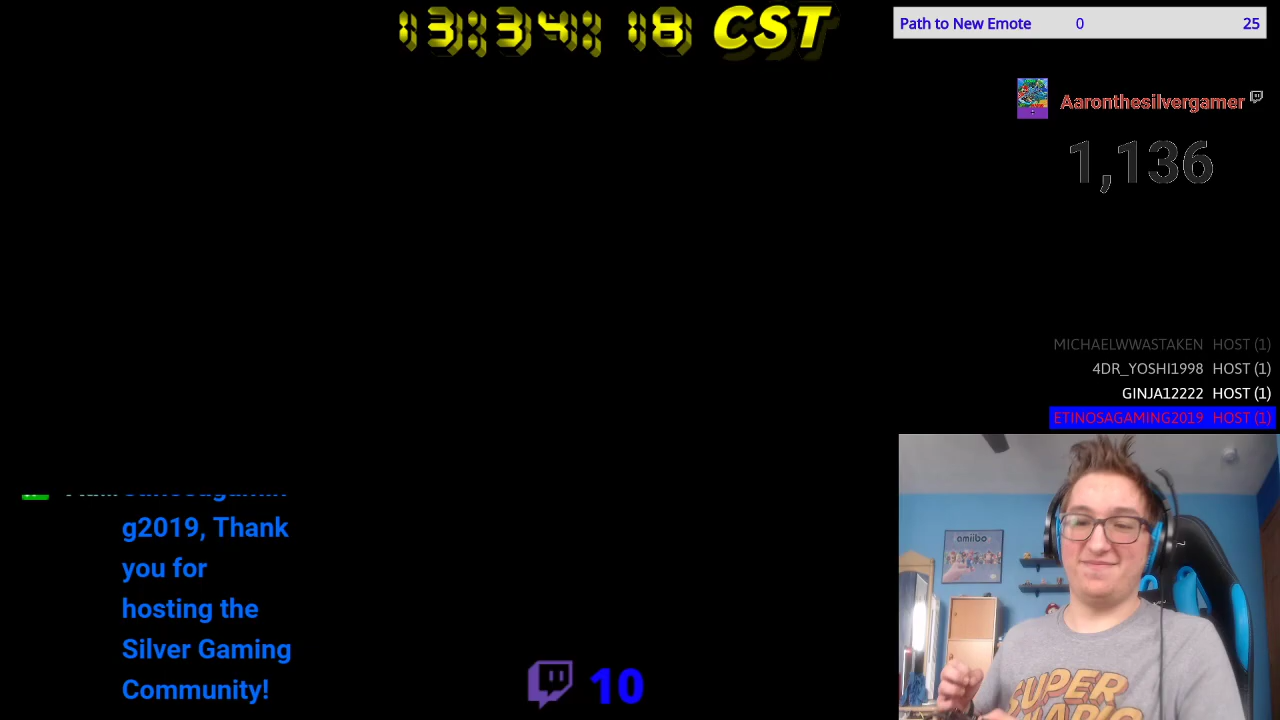 13:34:18 CST
Path to New Emote 0 25
Aaronthesilvergamer
1,136
MICHAELWWASTAKEN HOST (1)
4DR_YOSHI1998 HOST (1)
GINJA12222 HOST (1)
ETINOSAGAMING2019 HOST (1)
g2019, Thank
you for
hosting the
Silver Gaming
Community!
10
amiibo
SUPER
MARIO